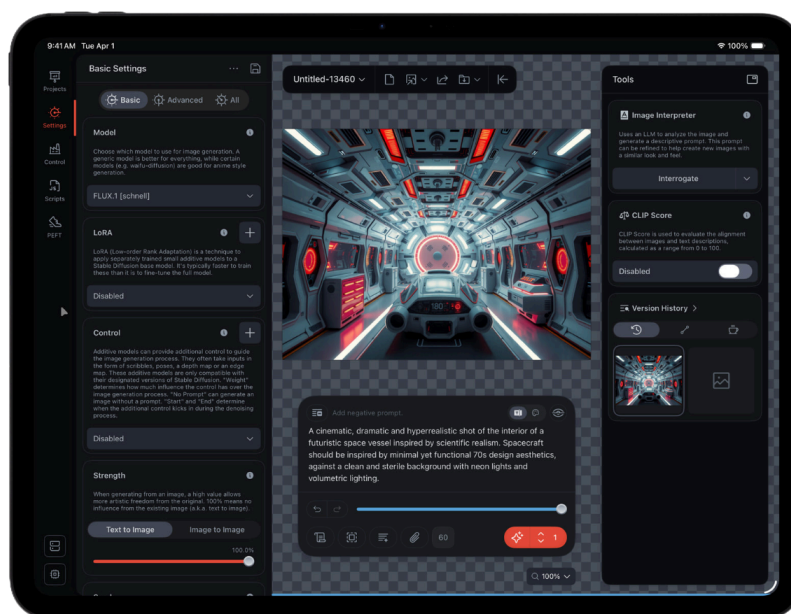 9:41 AM Tue Apr 1
100%
Projects
Settings
Control
Scripts
PEFT
Basic Settings
Basic
Advanced
All
Model
Choose which model to use for image generation. A
generic model is better for everything, while certain
models (e.g. waifu-diffusion) are good for anime style
generation.
FLUX.1 [schnell]
LoRA
LoRA (Low-order Rank Adaptation) is a technique to
apply separately trained small additive models to a
Stable Diffusion base model. It's typically faster to train
these than it is to fine-tune the full model.
Disabled
Control
Additive models can provide additional control to guide
the image generation process. They often take inputs in
the form of scribbles, poses, a depth map or an edge
map. These additive models are only compatible with
their designated versions of Stable Diffusion. "Weight"
determines how much influence the control has over the
image generation process. "No Prompt" can generate an
image without a prompt. "Start" and "End" determine
when the additional control kicks in during the denoising
process.
Disabled
Strength
When generating from an image, a high value allows
more artistic freedom from the original. 100% means no
influence from the existing image (a.k.a. text to image).
Text to Image
Image to Image
100.0%
Untitled-13460
180
Add negative prompt
A cinematic, dramatic and hyperrealistic shot of the interior of a
futuristic space vessel inspired by scientific realism. Spacecraft
should be inspired by minimal yet functional 70s design aesthetics,
against a clean and sterile background with neon lights and
volumetric lighting.
60
1
100%
Tools
Image Interpreter
Uses an LLM to analyze the image and
generate a descriptive prompt. This prompt
can be refined to help create new images with
a similar look and feel.
Interrogate
CLIP Score
CLIP Score is used to evaluate the alignment
between images and text descriptions,
calculated as a range from 0 to 100.
Disabled
Version History